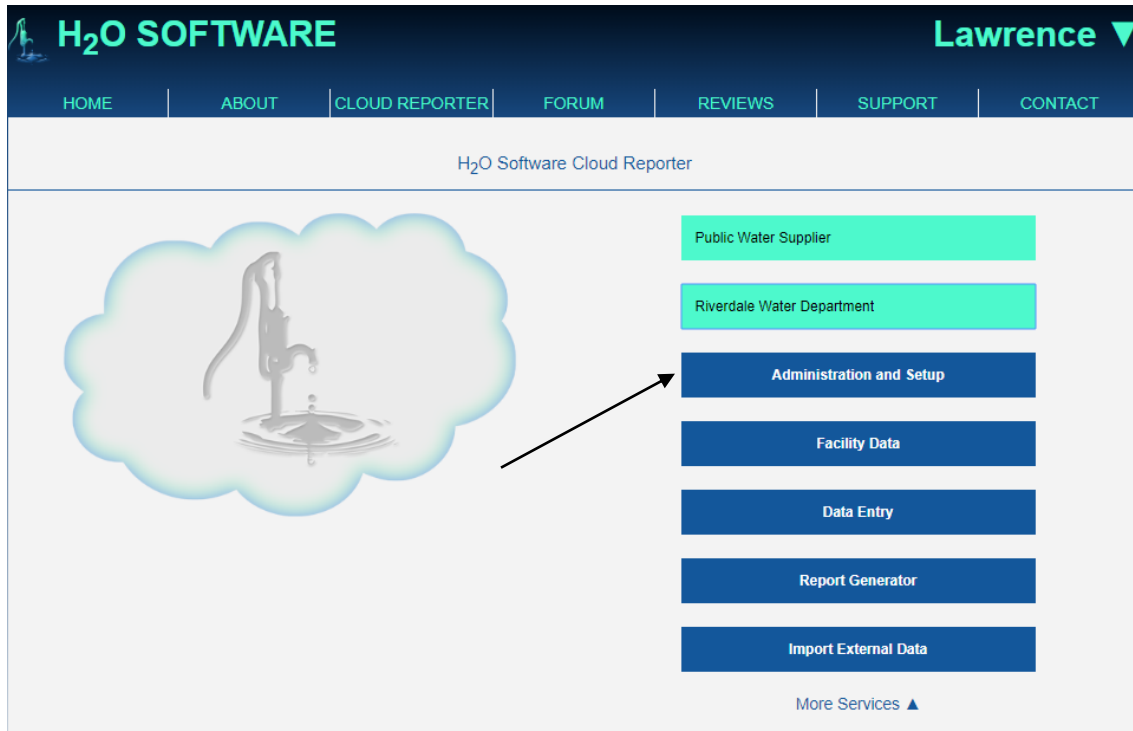 H2O SOFTWARE
Lawrence ▼
HOME ABOUT CLOUD REPORTER FORUM REVIEWS SUPPORT CONTACT
H2O Software Cloud Reporter
Public Water Supplier
Riverdale Water Department
Administration and Setup
Facility Data
Data Entry
Report Generator
Import External Data
More Services ▲